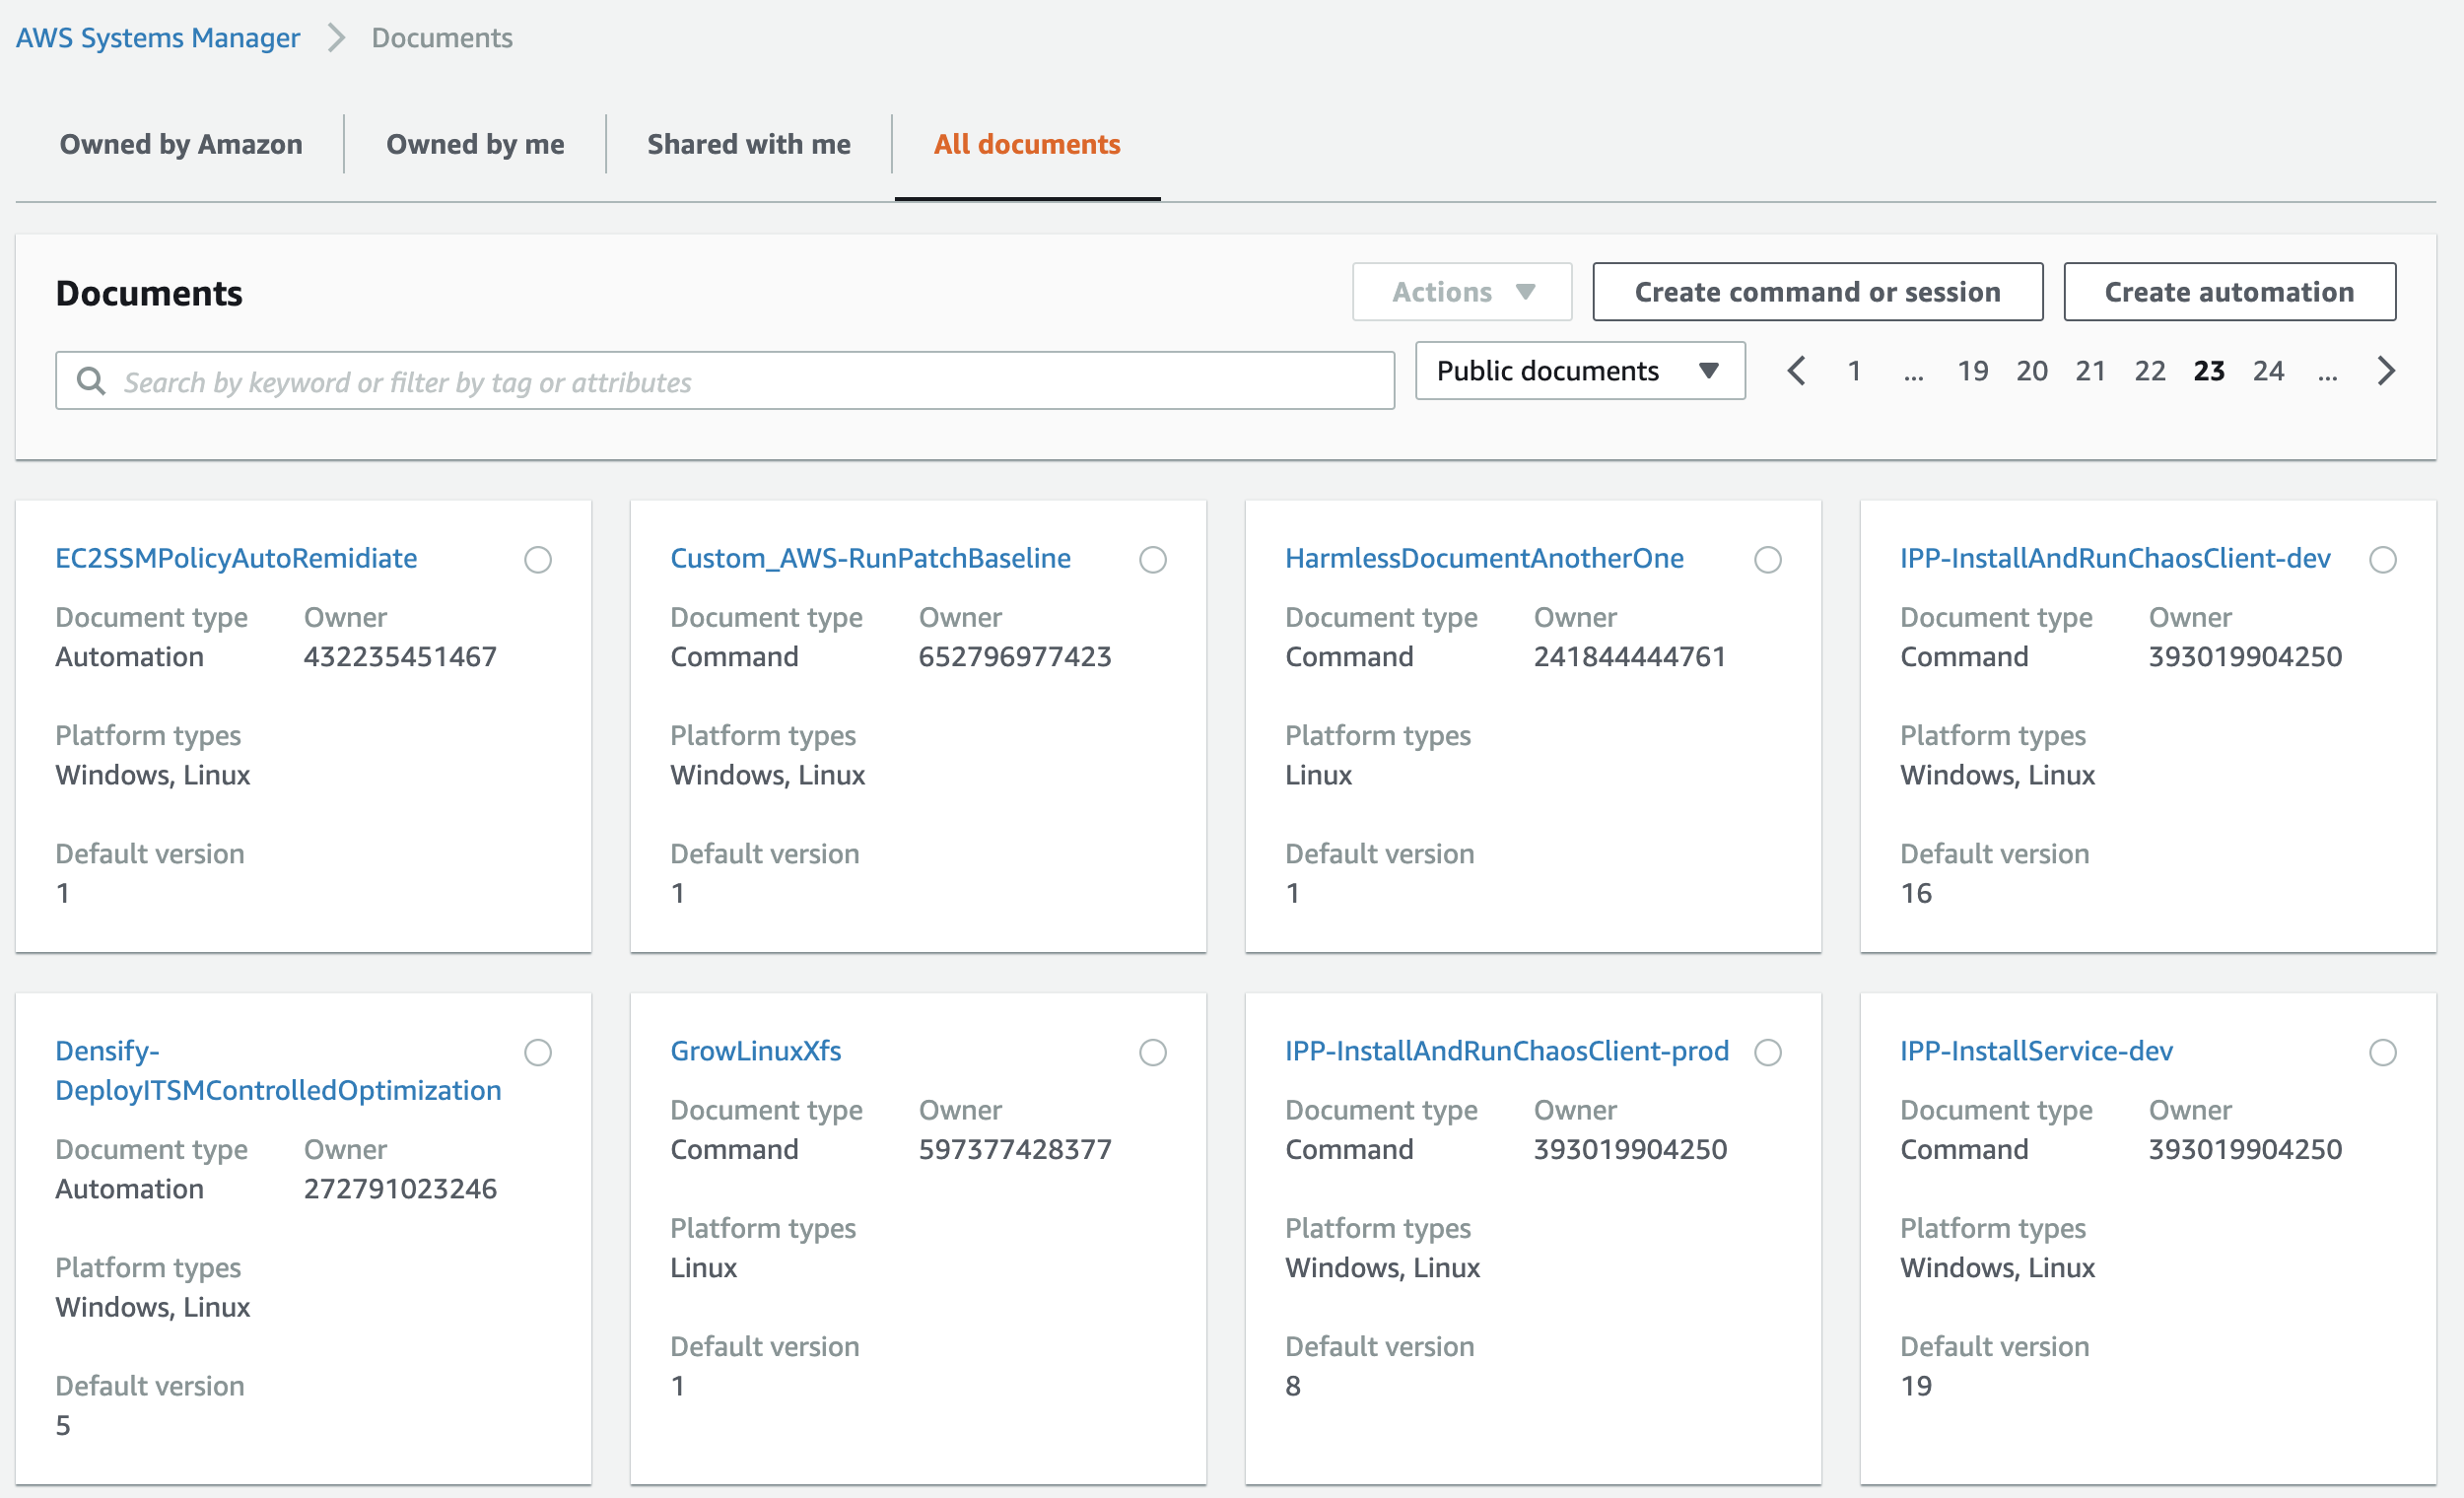 AWS Systems Manager > Documents
Owned by Amazon
Owned by me
Shared with me
All documents
Documents
Actions
Create command or session
Create automation
Search by keyword or filter by tag or attributes
Public documents
1 ... 19 20 21 22 23 24 ...
EC2SSMPolicyAutoRemidiate
Document type Owner
Automation 432235451467
Platform types
Windows, Linux
Default version
1
Custom_AWS-RunPatchBaseline
Document type Owner
Command 652796977423
Platform types
Windows, Linux
Default version
1
HarmlessDocumentAnotherOne
Document type Owner
Command 241844444761
Platform types
Linux
Default version
1
IPP-InstallAndRunChaosClient-dev
Document type Owner
Command 393019904250
Platform types
Windows, Linux
Default version
16
Densify-
DeployITSMControlledOptimization
Document type Owner
Automation 272791023246
Platform types
Windows, Linux
Default version
5
GrowLinuxXfs
Document type Owner
Command 597377428377
Platform types
Linux
Default version
1
IPP-InstallAndRunChaosClient-prod
Document type Owner
Command 393019904250
Platform types
Windows, Linux
Default version
8
IPP-InstallService-dev
Document type Owner
Command 393019904250
Platform types
Windows, Linux
Default version
19